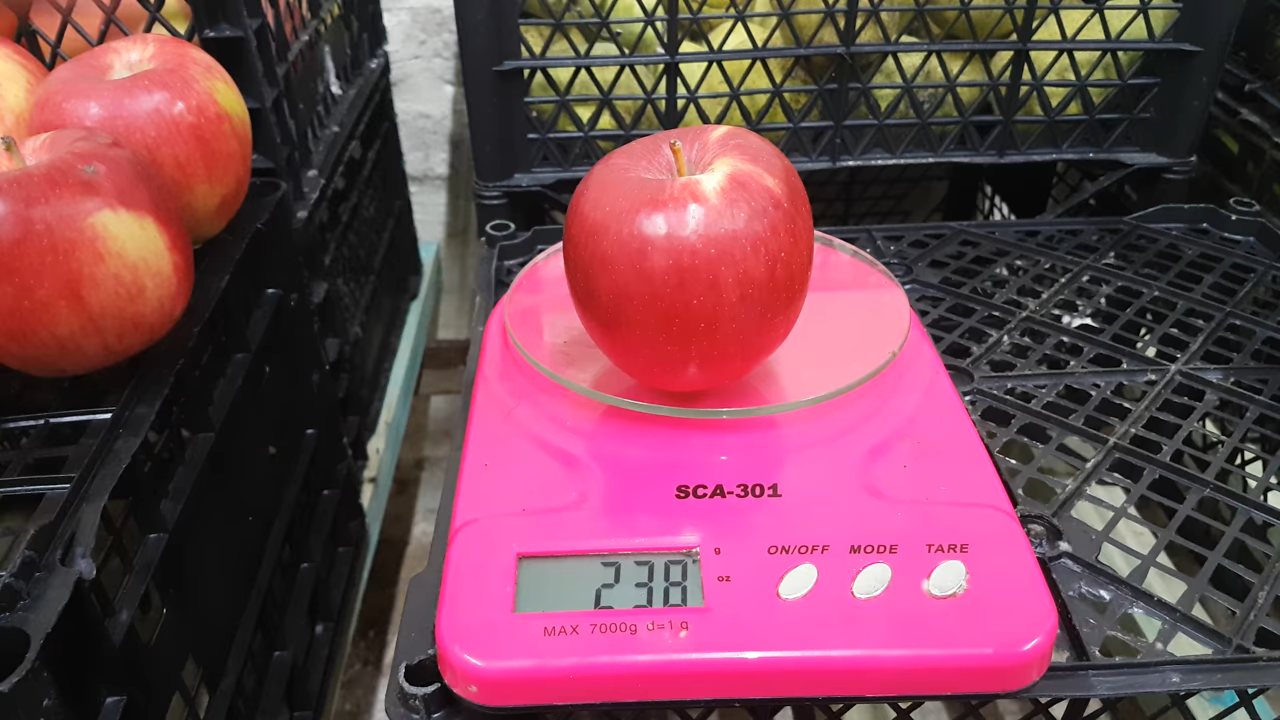 SCA-301
ON/OFF MODE TARE
g
oz
238
MAX 7000g d=1g